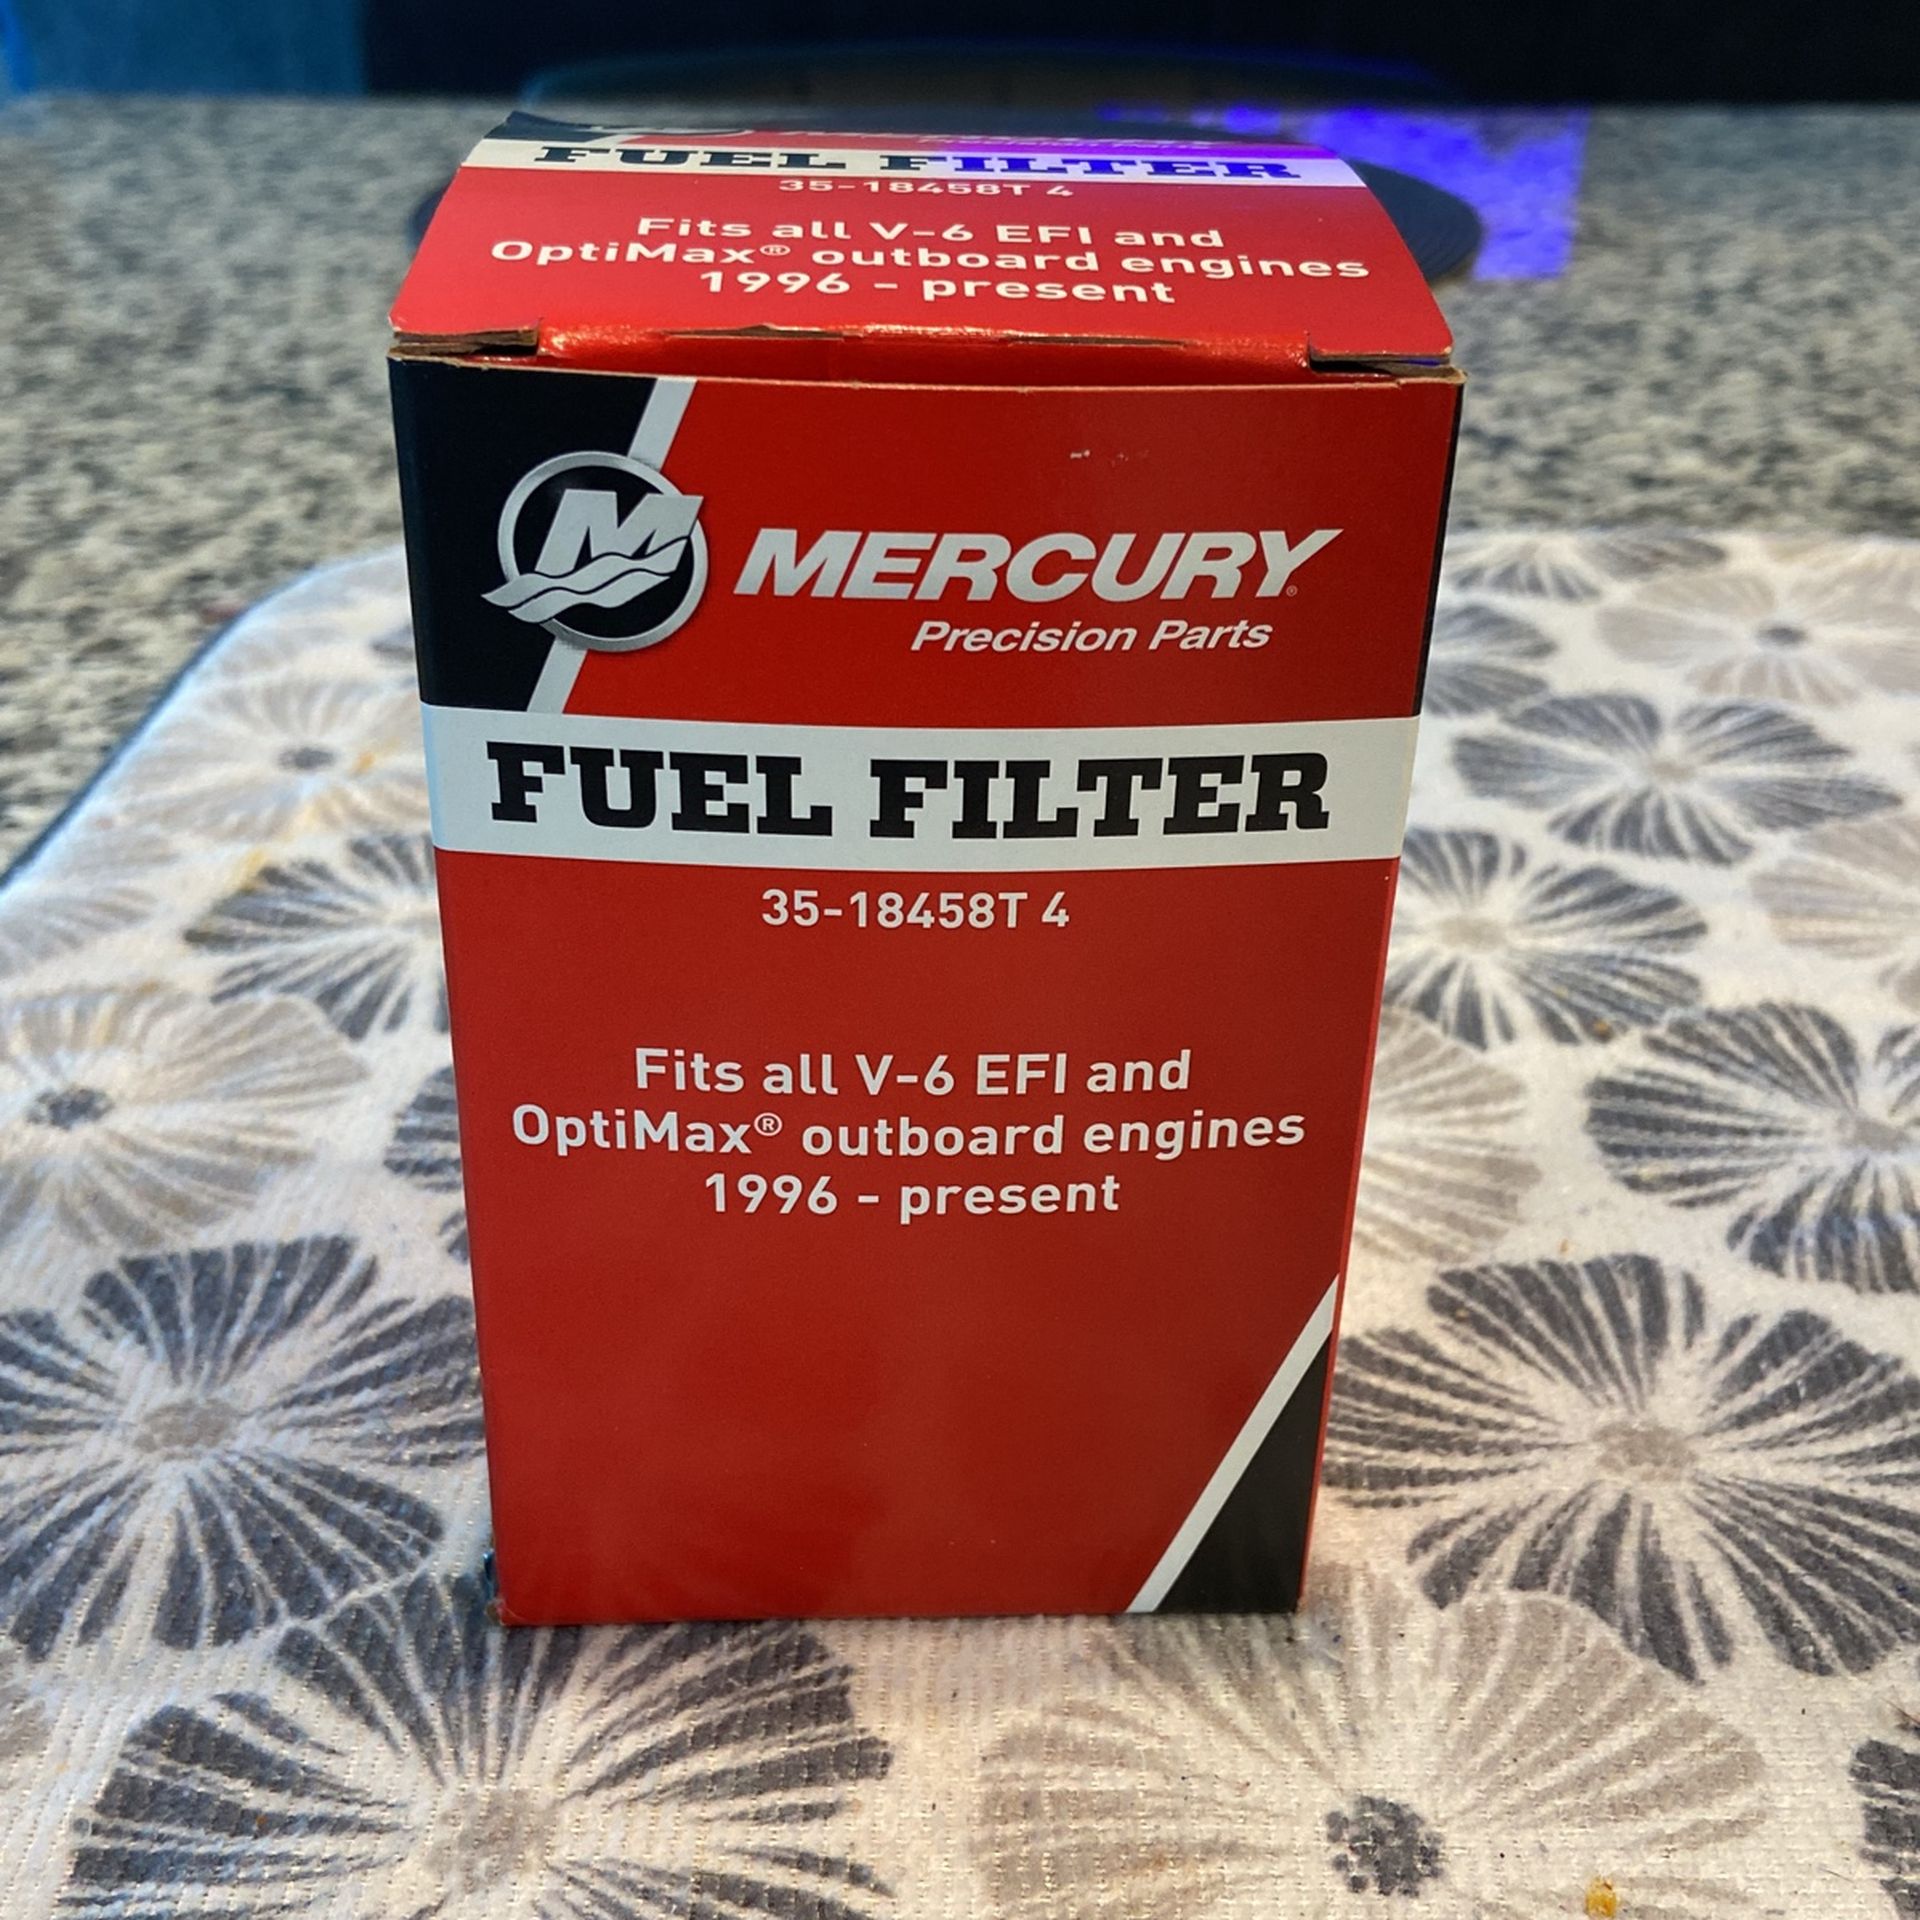 FUEL FILTER
35-18458T 4
Fits all V-6 EFI and
OptiMax® outboard engines
1996 - present
M
MERCURY®
Precision Parts
FUEL FILTER
35-18458T 4
Fits all V-6 EFI and
OptiMax® outboard engines
1996 - present